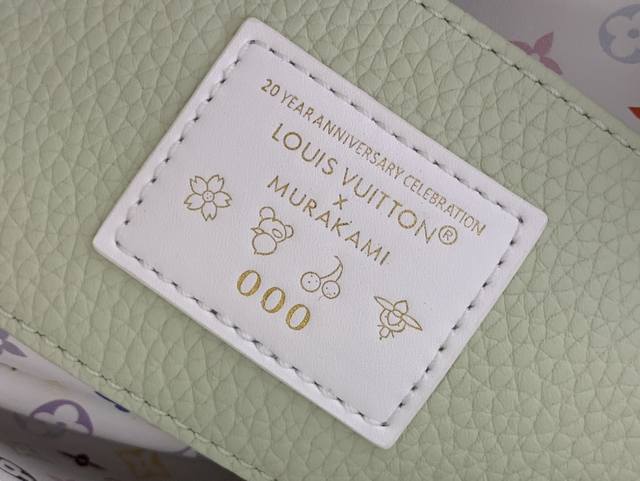 20 YEAR ANNIVERSARY CELEBRATION
LOUIS VUITTON®
x
MURAKAMI
000